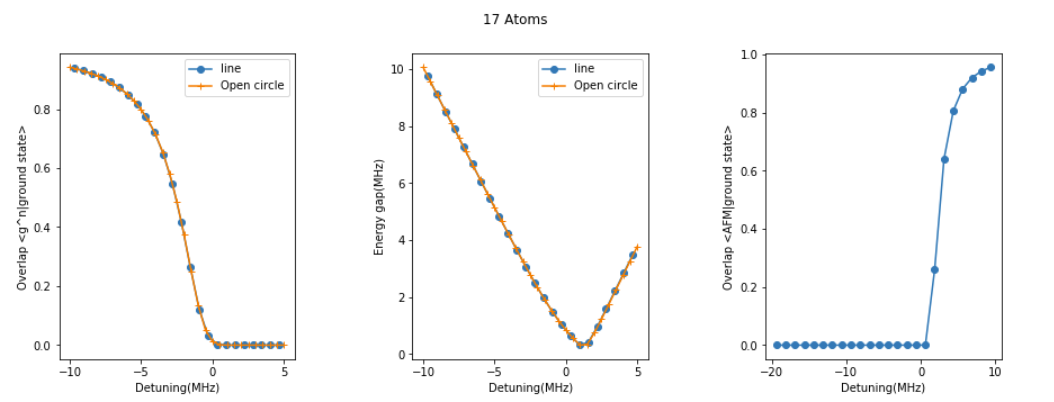 17 Atoms
line
Open circle
0.8
0.6
0.4
0.2
0.0
Overlap <g^n|ground state>
−10
−5
0
5
Detuning(MHz)
line
Open circle
10
8
6
4
2
0
Energy gap(MHz)
−10
−5
0
5
Detuning(MHz)
1.0
0.8
0.6
0.4
0.2
0.0
Overlap <AFM|ground state>
−20
−10
0
10
Detuning(MHz)